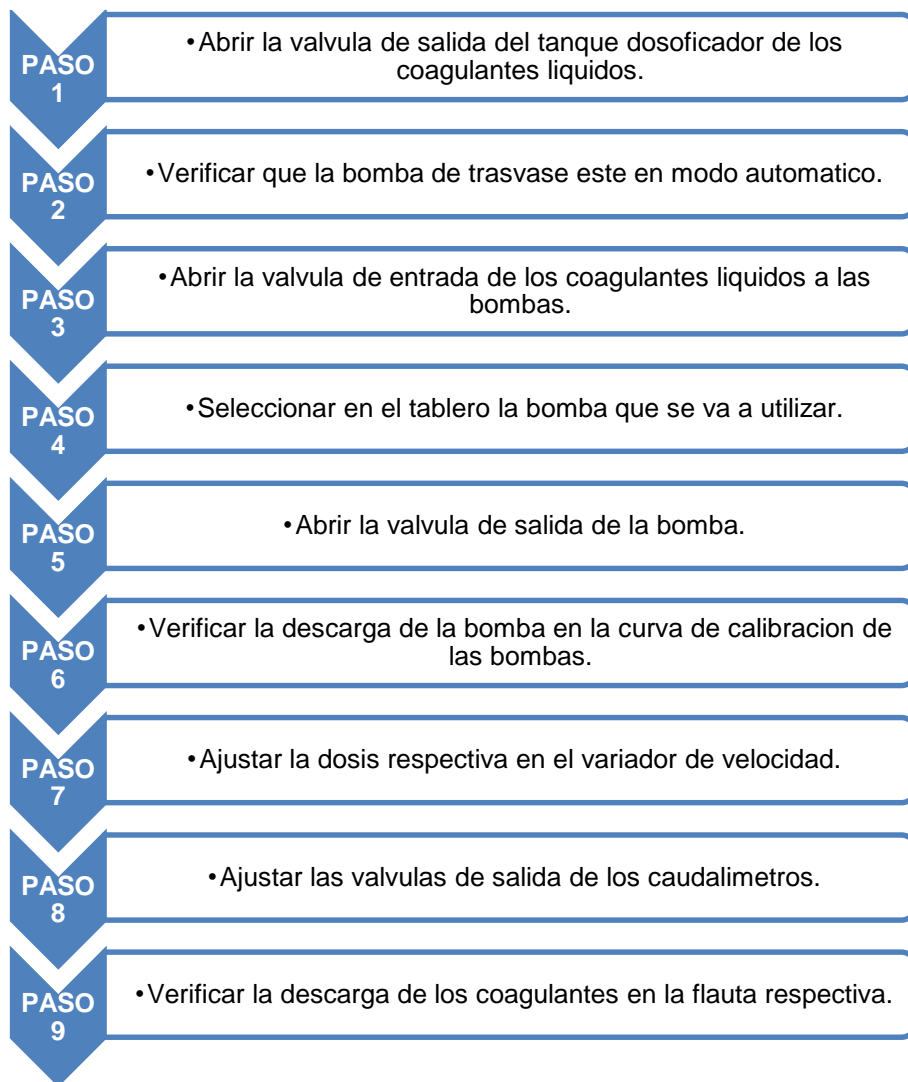 PASO
1
•Abrir la valvula de salida del tanque dosoficador de los
coagulantes liquidos.
PASO
2
•Verificar que la bomba de trasvase este en modo automatico.
PASO
3
•Abrir la valvula de entrada de los coagulantes liquidos a las
bombas.
PASO
4
•Seleccionar en el tablero la bomba que se va a utilizar.
PASO
5
•Abrir la valvula de salida de la bomba.
PASO
6
•Verificar la descarga de la bomba en la curva de calibracion de
las bombas.
PASO
7
•Ajustar la dosis respectiva en el variador de velocidad.
PASO
8
•Ajustar las valvulas de salida de los caudalimetros.
PASO
9
•Verificar la descarga de los coagulantes en la flauta respectiva.